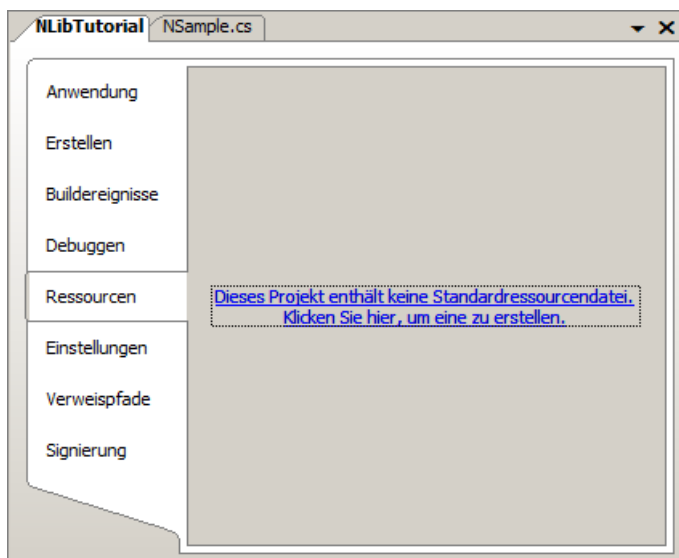 NLibTutorial NSample.cs
Anwendung
Erstellen
Buildereignisse
Debuggen
Ressourcen
Einstellungen
Verweispfade
Signierung
Dieses Projekt enthält keine Standardressourcendatei.
Klicken Sie hier, um eine zu erstellen.